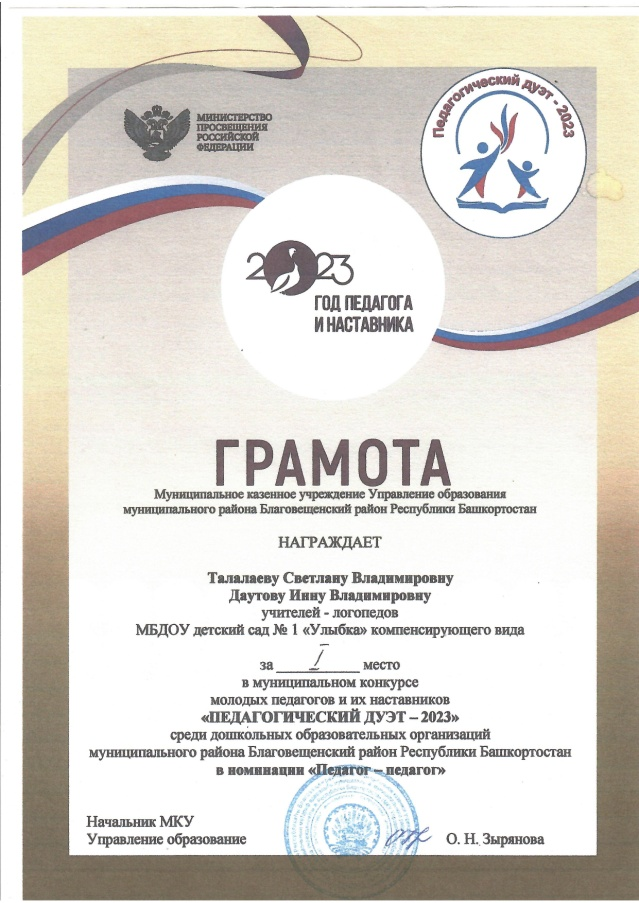 Педагогический дуэт - 2023
МИНИСТЕРСТВО
ПРОСВЕЩЕНИЯ
РОССИЙСКОЙ
ФЕДЕРАЦИИ
2023
ГОД ПЕДАГОГА
И НАСТАВНИКА
ГРАМОТА
Муниципальное казенное учреждение Управление образования
муниципального района Благовещенский район Республики Башкортостан
НАГРАЖДАЕТ
Талалаеву Светлану Владимировну
Даутову Инну Владимировну
учителей - логопедов
МБДОУ детский сад № 1 «Улыбка» компенсирующего вида
за I место
в муниципальном конкурсе
молодых педагогов и их наставников
«ПЕДАГОГИЧЕСКИЙ ДУЭТ – 2023»
среди дошкольных образовательных организаций
муниципального района Благовещенский район Республики Башкортостан
в номинации «Педагог – педагог»
Начальник МКУ
Управление образование О. Н. Зырянова